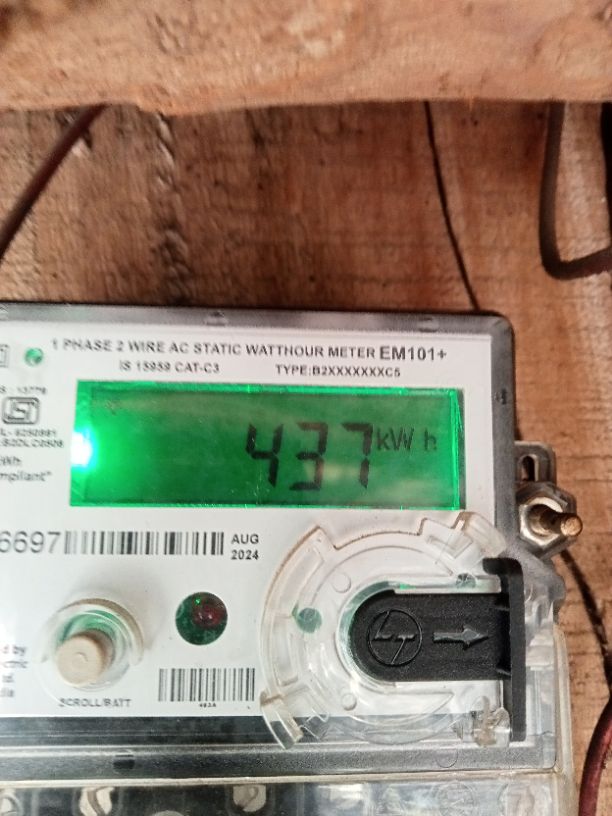 1 PHASE 2 WIRE AC STATIC WATTHOUR METER EM101+
IS 15959 CAT-C3 TYPE:B2XXXXXXXC5
437 kWh
6697
AUG
2024
SCROLL/BATT